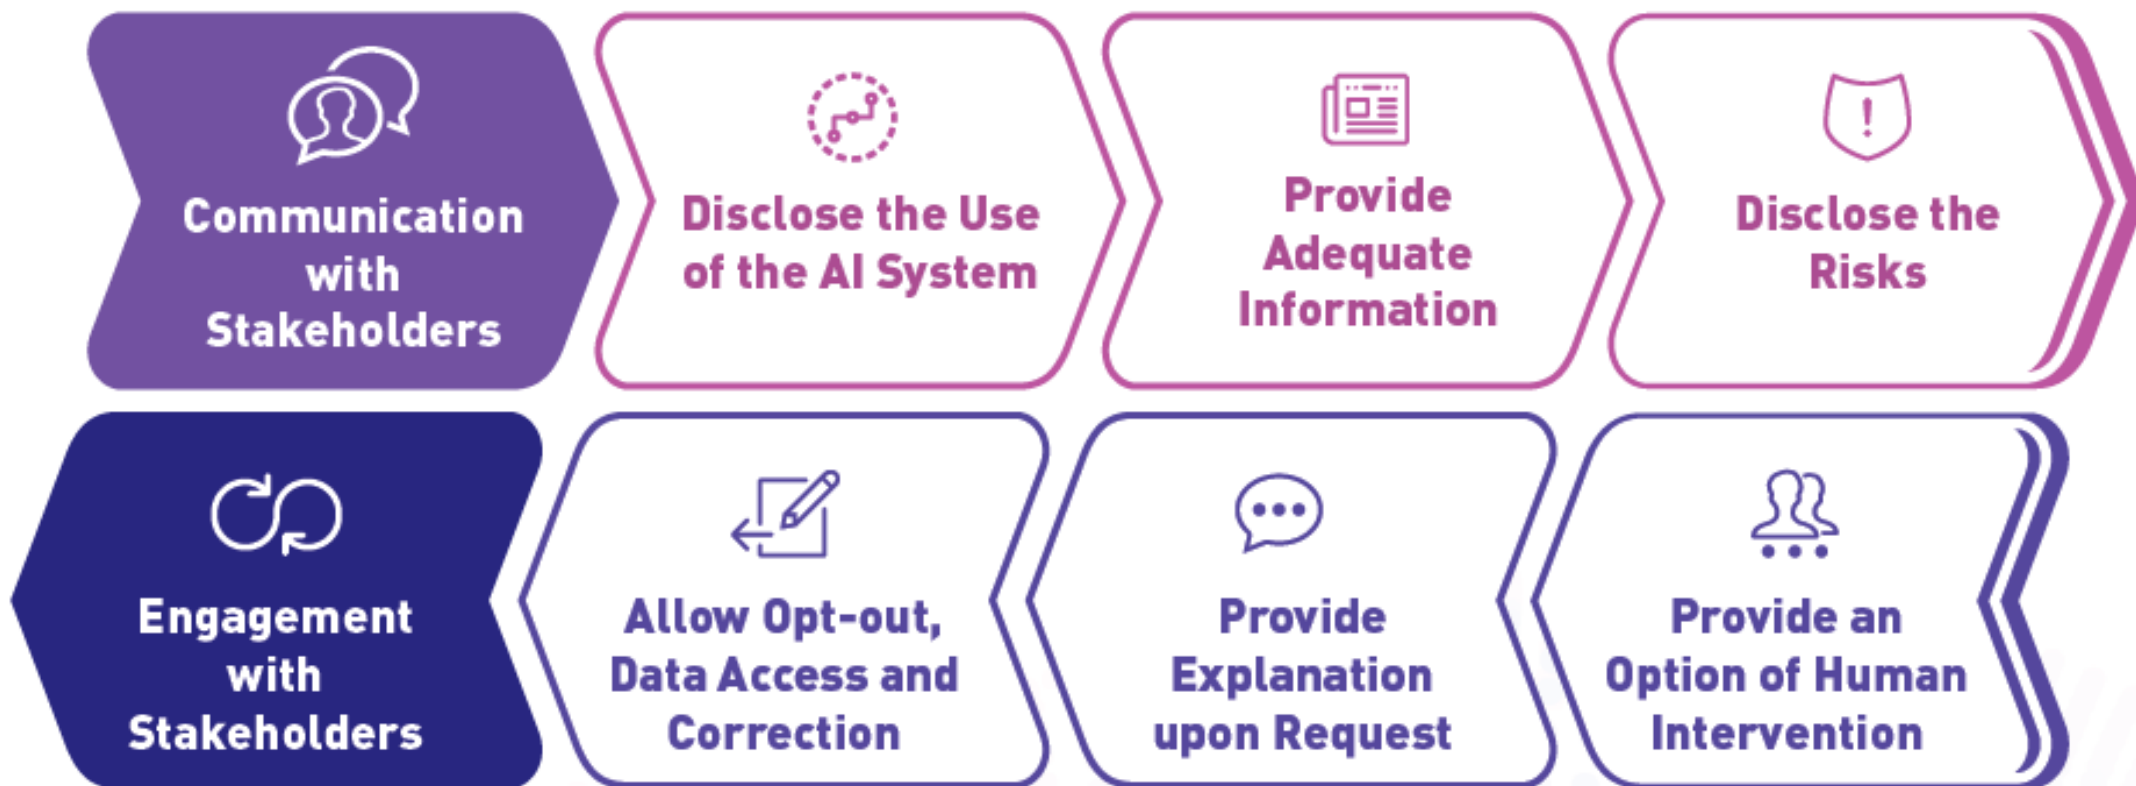 Communication
with
Stakeholders
Disclose the Use
of the AI System
Provide
Adequate
Information
Disclose the
Risks
Engagement
with
Stakeholders
Allow Opt-out,
Data Access and
Correction
Provide
Explanation
upon Request
Provide an
Option of Human
Intervention